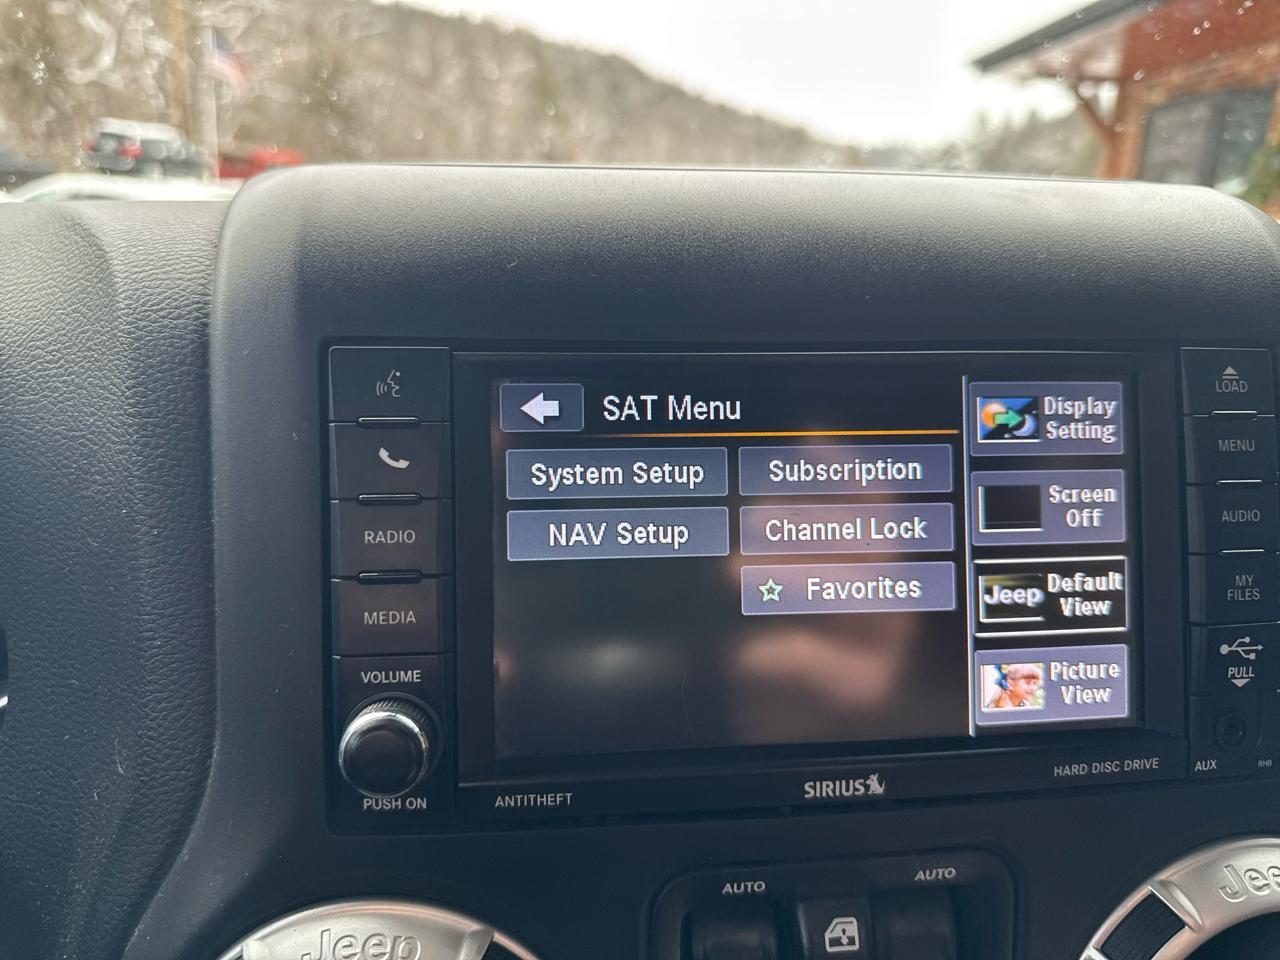 LOAD
MENU
RADIO
AUDIO
MEDIA
MY
FILES
VOLUME
PULL
PUSH ON
AUX
RHB
SAT Menu
System Setup
Subscription
NAV Setup
Channel Lock
Favorites
Display
Setting
Screen
Off
Jeep
Default
View
Picture
View
ANTITHEFT
SIRIUS
HARD DISC DRIVE
AUTO
AUTO
Jeep
Jeep